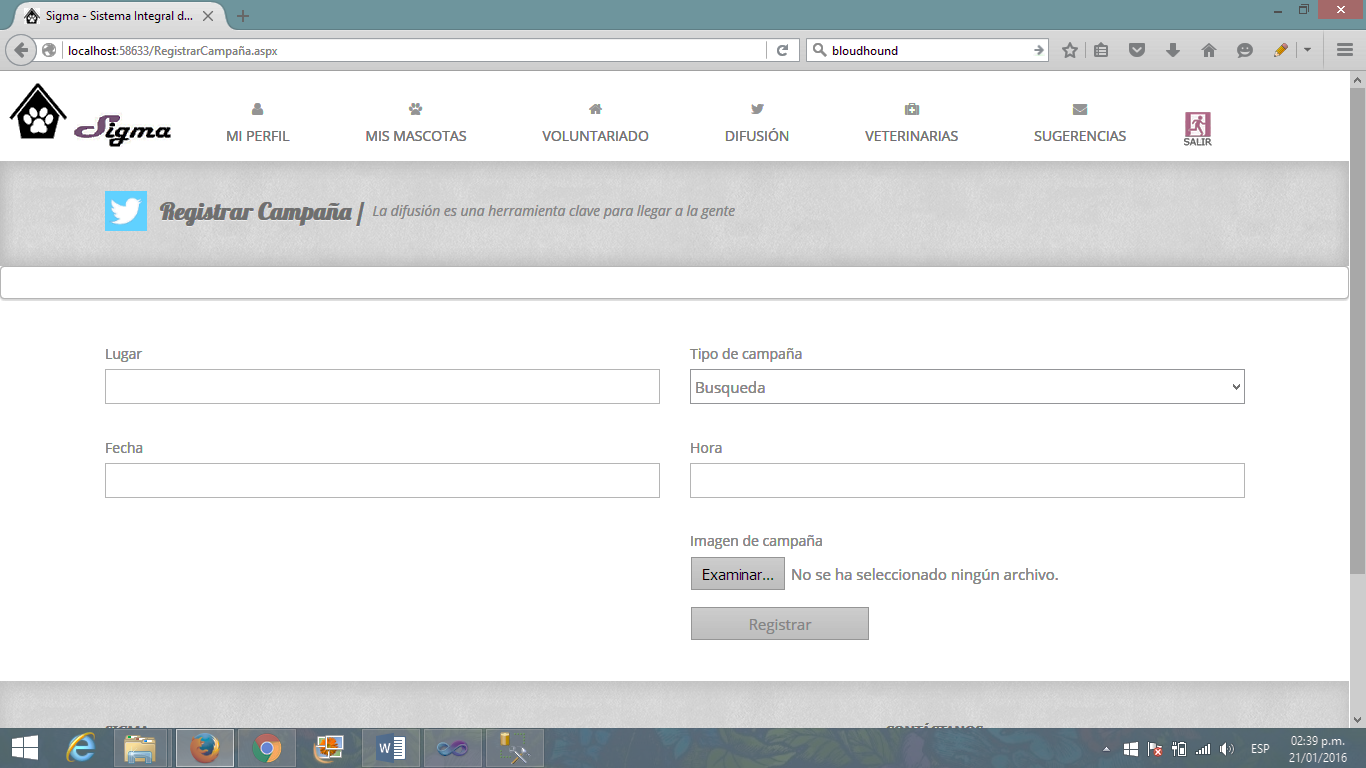 Sigma - Sistema Integral d...
localhost:58633/RegistrarCampaña.aspx
bloudhound
Sigma
MI PERFIL
MIS MASCOTAS
VOLUNTARIADO
DIFUSIÓN
VETERINARIAS
SUGERENCIAS
SALIR
Registrar Campaña | La difusión es una herramienta clave para llegar a la gente
Lugar
Tipo de campaña
Busqueda
Fecha
Hora
Imagen de campaña
Examinar... No se ha seleccionado ningún archivo.
Registrar
SIGMA
CONTÁCTANOS
ESP
02:39 p.m.
21/01/2016